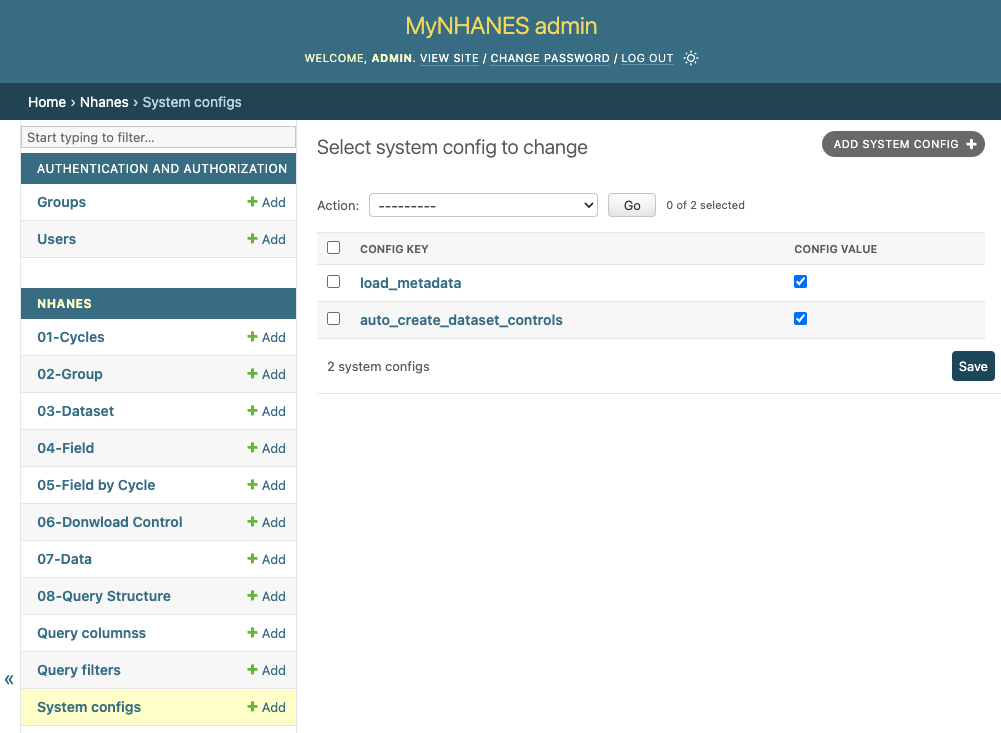 MyNHANES admin
WELCOME, ADMIN. VIEW SITE / CHANGE PASSWORD / LOG OUT
Home › Nhanes › System configs
Start typing to filter...
AUTHENTICATION AND AUTHORIZATION
Groups + Add
Users + Add
NHANES
01-Cycles + Add
02-Group + Add
03-Dataset + Add
04-Field + Add
05-Field by Cycle + Add
06-Donwload Control + Add
07-Data + Add
08-Query Structure + Add
Query columnss + Add
Query filters + Add
System configs + Add
«
Select system config to change
ADD SYSTEM CONFIG +
Action: --------- Go 0 of 2 selected
CONFIG KEY CONFIG VALUE
load_metadata
auto_create_dataset_controls
2 system configs
Save